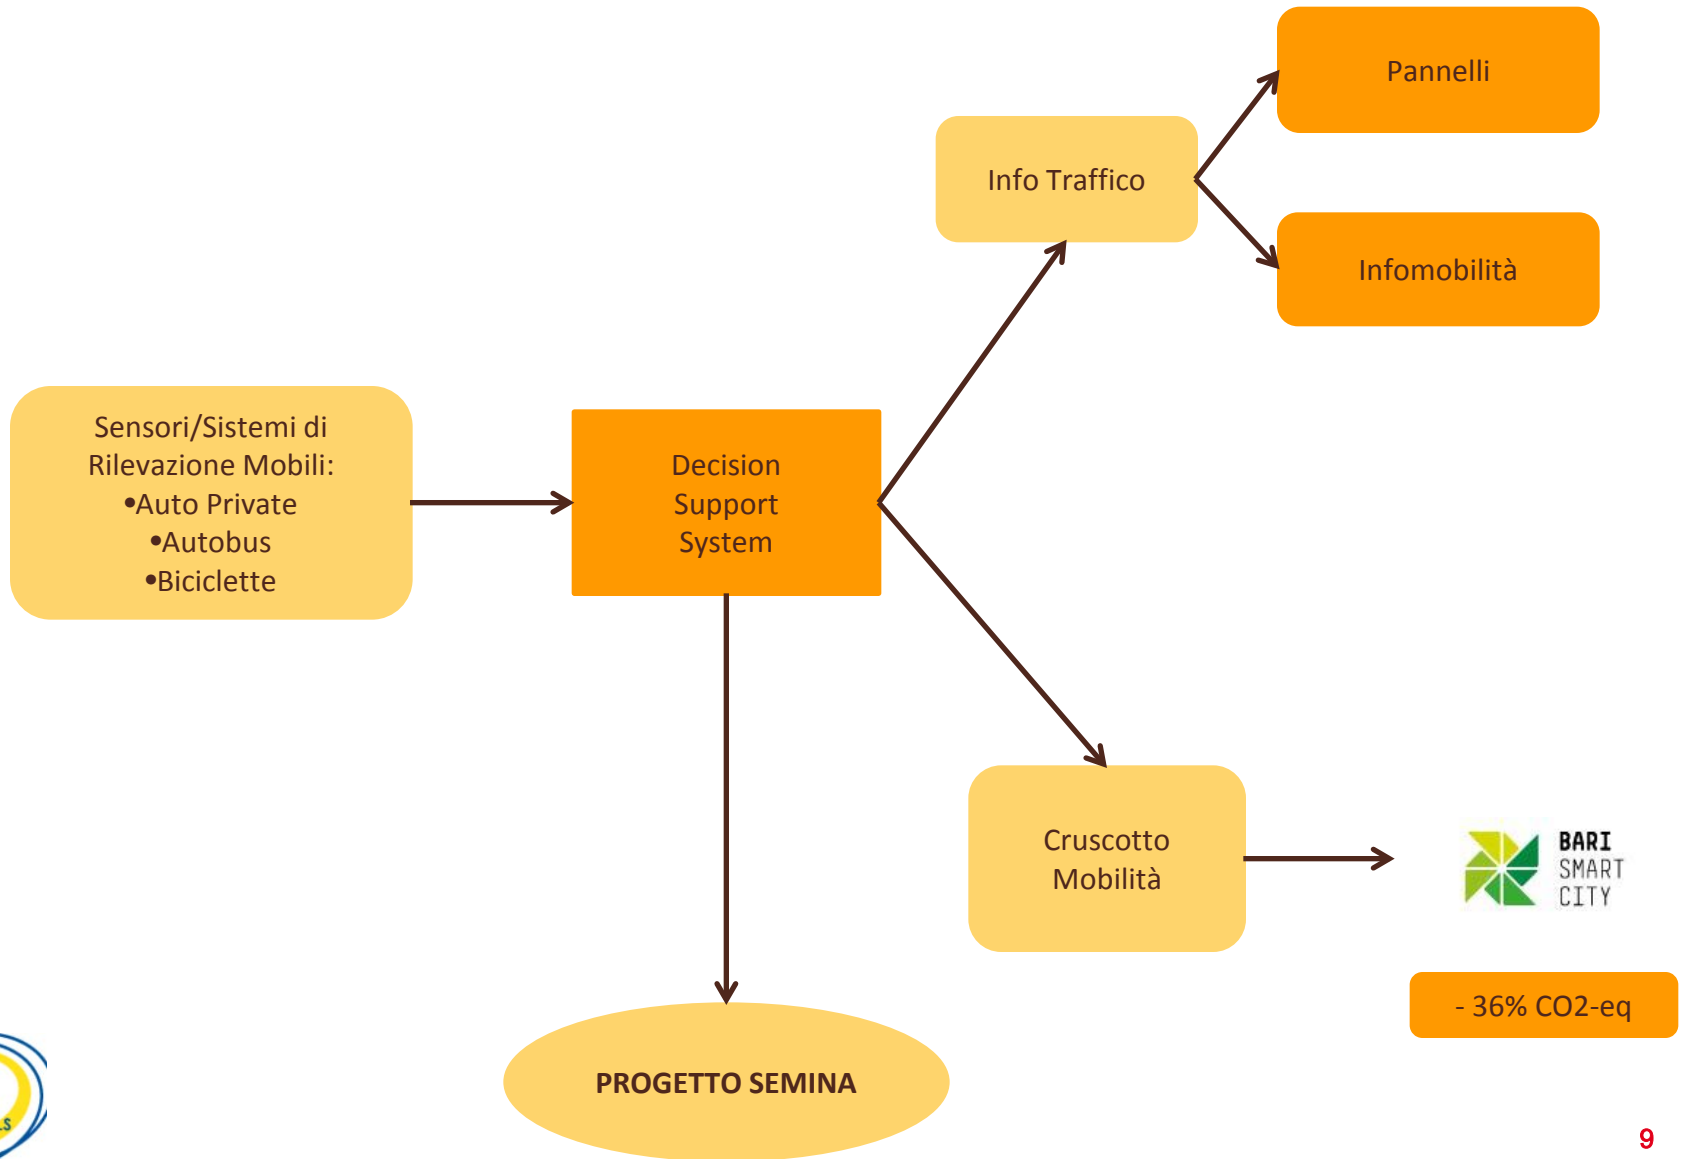 Pannelli
Info Traffico
Infomobilità
Sensori/Sistemi di
Rilevazione Mobili:
•Auto Private
•Autobus
•Biciclette
Decision
Support
System
Cruscotto
Mobilità
BARI
SMART
CITY
- 36% CO2-eq
PROGETTO SEMINA
9